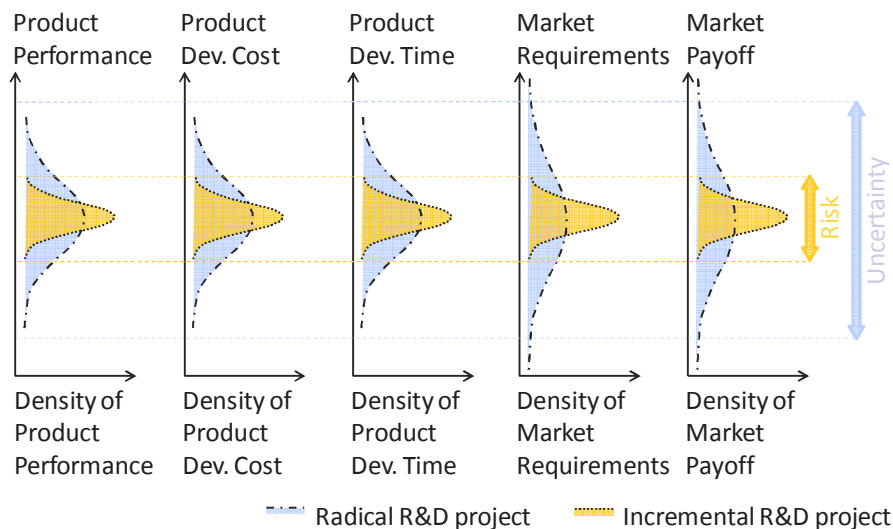 Product
Performance
Product
Dev. Cost
Product
Dev. Time
Market
Requirements
Market
Payoff
Risk
Uncertainty
Density of
Product
Performance
Density of
Product
Dev. Cost
Density of
Product
Dev. Time
Density of
Market
Requirements
Density of
Market
Payoff
Radical R&D project
Incremental R&D project